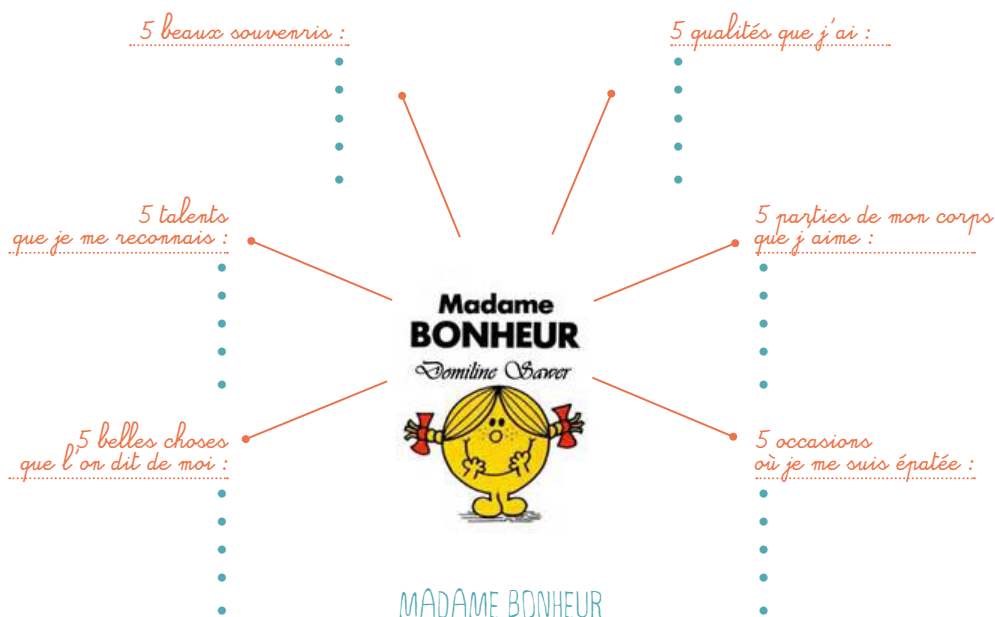 5 beaux souvenris :
5 qualités que j'ai :
5 talents
que je me reconnais :
5 parties de mon corps
que j'aime :
Madame
BONHEUR
Domiline Sawer
5 belles choses
que l'on dit de moi :
5 occasions
où je me suis épatée :
MADAME BONHEUR